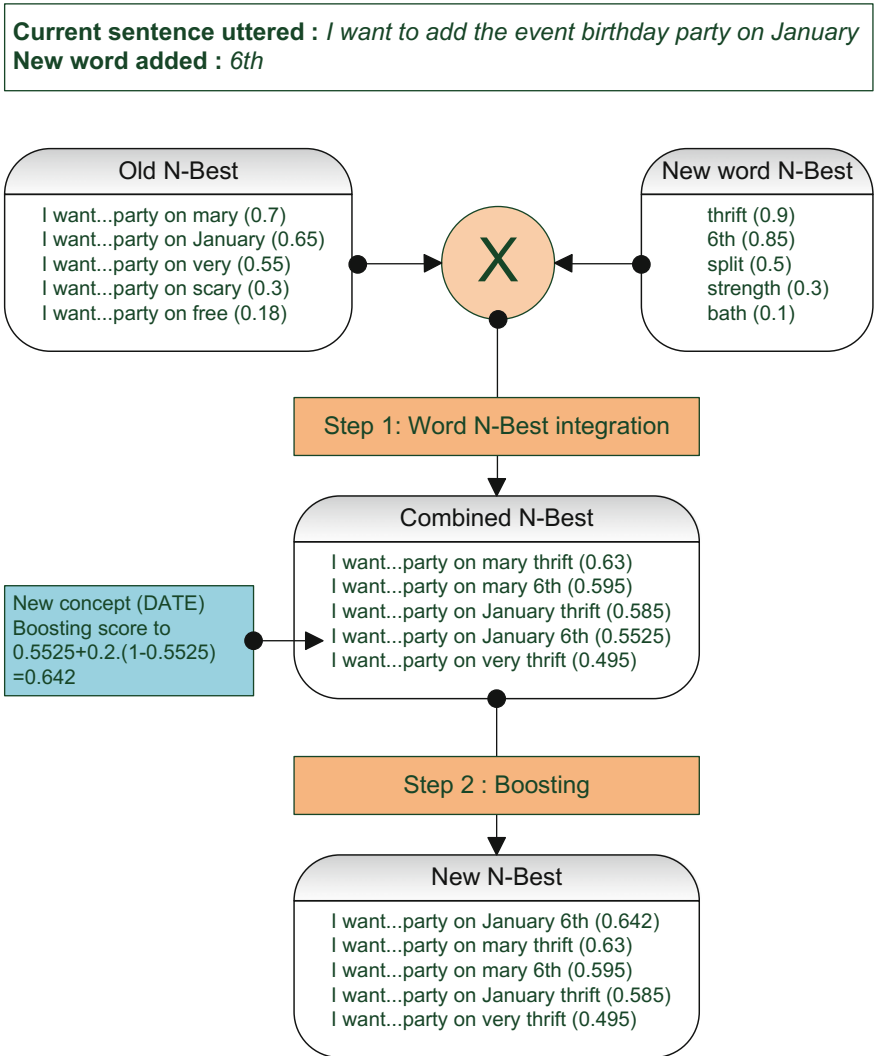 Current sentence uttered : I want to add the event birthday party on January
New word added : 6th
Old N-Best
I want...party on mary (0.7)
I want...party on January (0.65)
I want...party on very (0.55)
I want...party on scary (0.3)
I want...party on free (0.18)
X
New word N-Best
thrift (0.9)
6th (0.85)
split (0.5)
strength (0.3)
bath (0.1)
Step 1: Word N-Best integration
Combined N-Best
I want...party on mary thrift (0.63)
I want...party on mary 6th (0.595)
I want...party on January thrift (0.585)
I want...party on January 6th (0.5525)
I want...party on very thrift (0.495)
New concept (DATE)
Boosting score to
0.5525+0.2.(1-0.5525)
=0.642
Step 2 : Boosting
New N-Best
I want...party on January 6th (0.642)
I want...party on mary thrift (0.63)
I want...party on mary 6th (0.595)
I want...party on January thrift (0.585)
I want...party on very thrift (0.495)